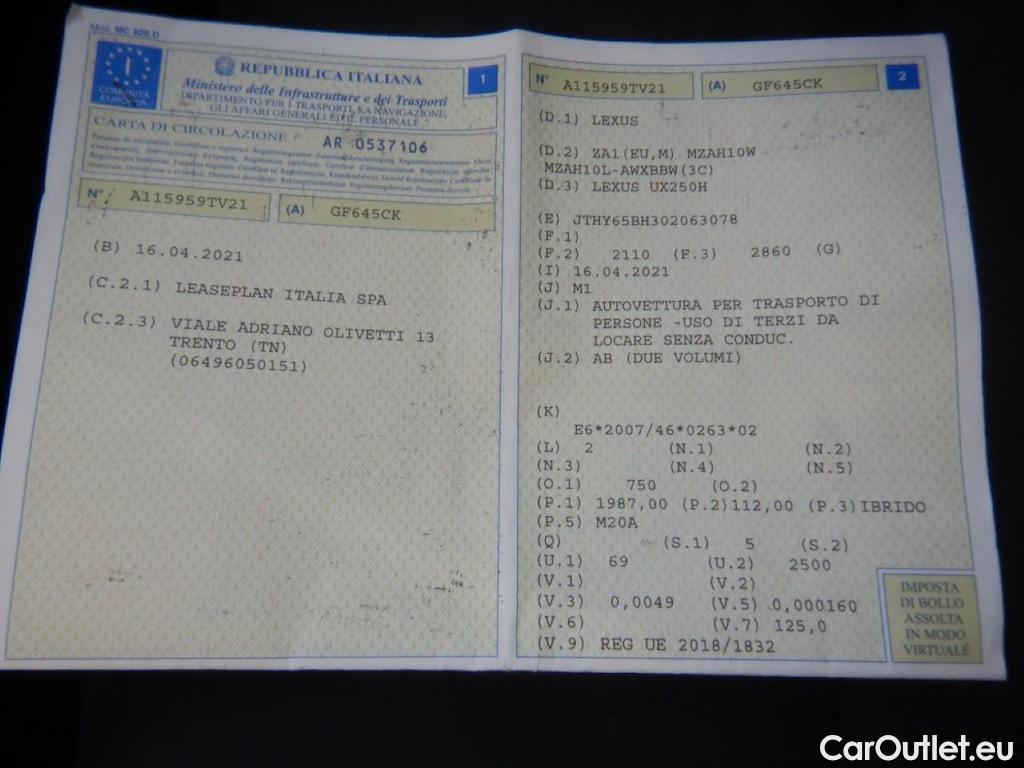 Mod. MC 820 D
I
COMUNITÀ
EUROPEA
REPUBBLICA ITALIANA
Ministero delle Infrastrutture e dei Trasporti
DIPARTIMENTO PER I TRASPORTI, LA NAVIGAZIONE,
GLI AFFARI GENERALI ED IL PERSONALE
1
CARTA DI CIRCOLAZIONE
AR 0537106
N° A115959TV21 (A) GF645CK
(B) 16.04.2021
(C.2.1) LEASEPLAN ITALIA SPA
(C.2.3) VIALE ADRIANO OLIVETTI 13
TRENTO (TN)
(06496050151)
N° A115959TV21 (A) GF645CK 2
(D.1) LEXUS
(D.2) ZA1(EU,M) MZAH10W
MZAH10L-AWXBBW(3C)
(D.3) LEXUS UX250H
(E) JTHY65BH302063078
(F.1)
(F.2) 2110 (F.3) 2860 (G)
(I) 16.04.2021
(J) M1
(J.1) AUTOVETTURA PER TRASPORTO DI
PERSONE -USO DI TERZI DA
LOCARE SENZA CONDUC.
(J.2) AB (DUE VOLUMI)
(K)
E6*2007/46*0263*02
(L) 2 (N.1) (N.2)
(N.3) (N.4) (N.5)
(O.1) 750 (O.2)
(P.1) 1987,00 (P.2)112,00 (P.3)IBRIDO
(P.5) M20A
(Q) (S.1) 5 (S.2)
(U.1) 69 (U.2) 2500
(V.1) (V.2)
(V.3) 0,0049 (V.5) 0,000160
(V.6) (V.7) 125,0
(V.9) REG UE 2018/1832
IMPOSTA
DI BOLLO
ASSOLTA
IN MODO
VIRTUALE
CarOutlet.eu